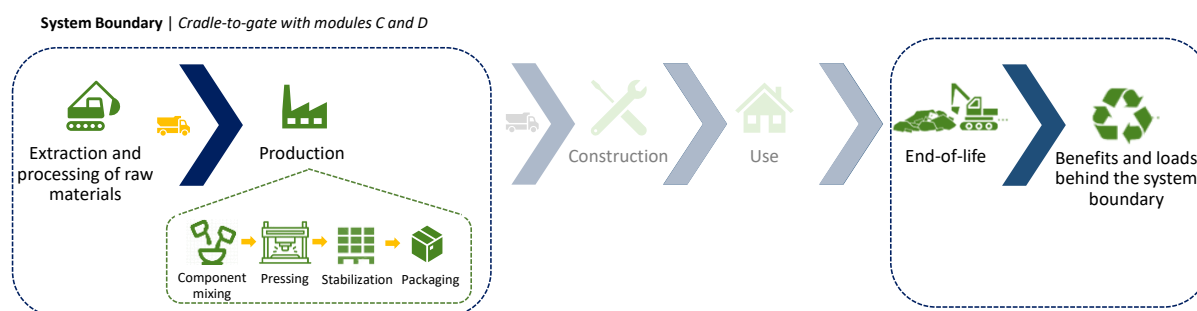 System Boundary | Cradle-to-gate with modules C and D
Extraction and
processing of raw
materials
Production
Component
mixing
Pressing
Stabilization
Packaging
Construction
Use
End-of-life
Benefits and loads
behind the system
boundary